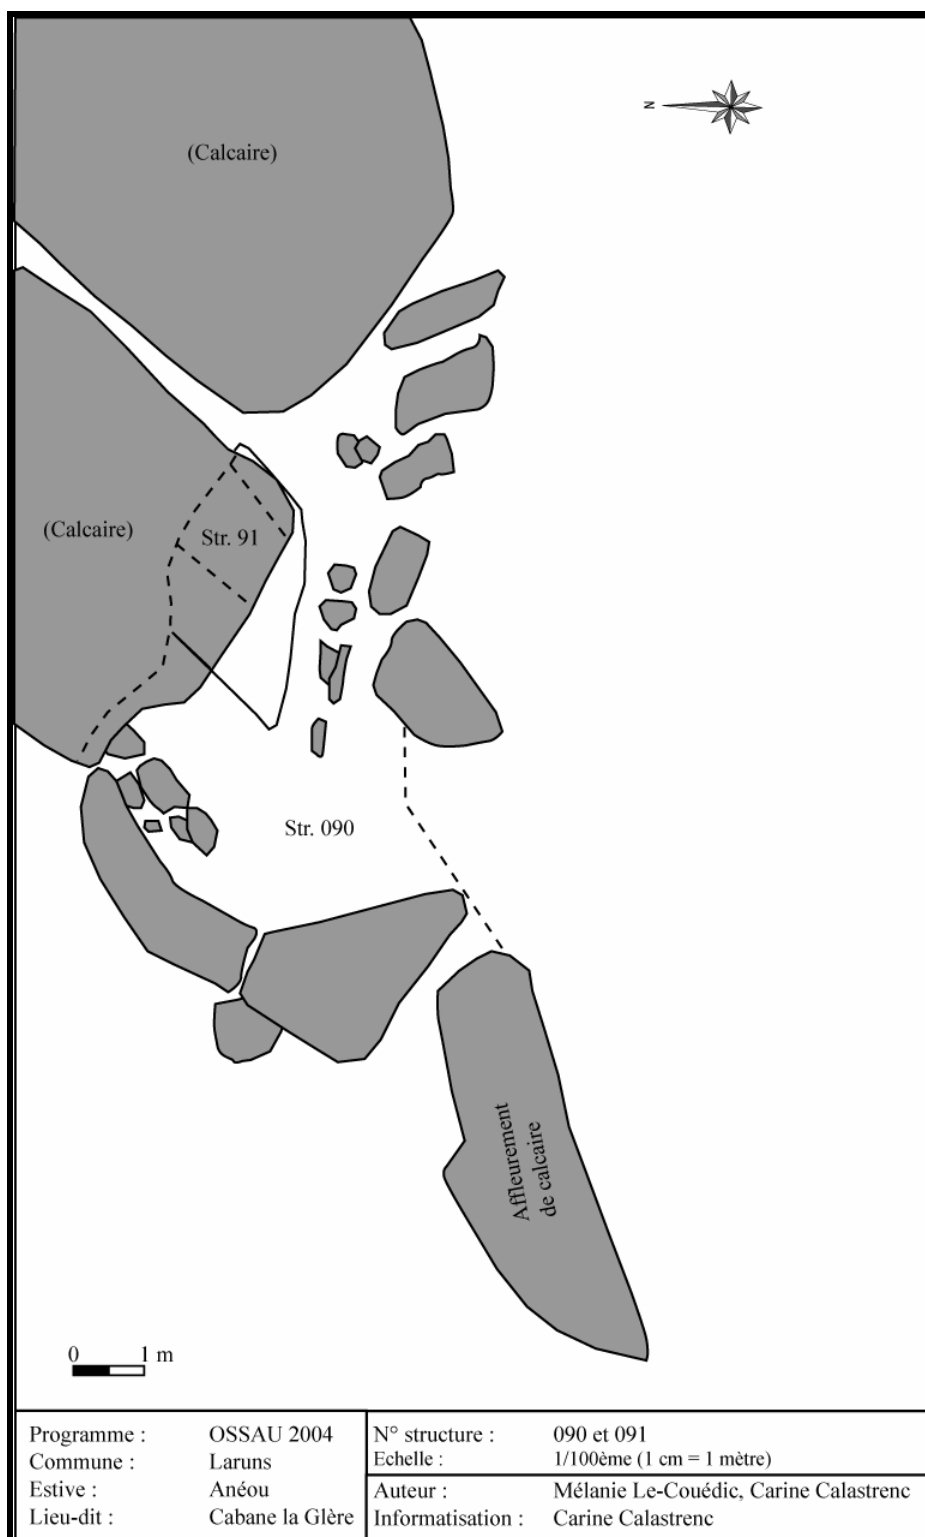 (Calcaire)
N
(Calcaire)
Str. 91
Str. 090
Affleurement
de calcaire
0 1 m
Programme : OSSAU 2004
Commune : Laruns
Estive : Anéou
Lieu-dit : Cabane la Glère
N° structure : 090 et 091
Echelle : 1/100ème (1 cm = 1 mètre)
Auteur : Mélanie Le-Couédic, Carine Calastrenc
Informatisation : Carine Calastrenc